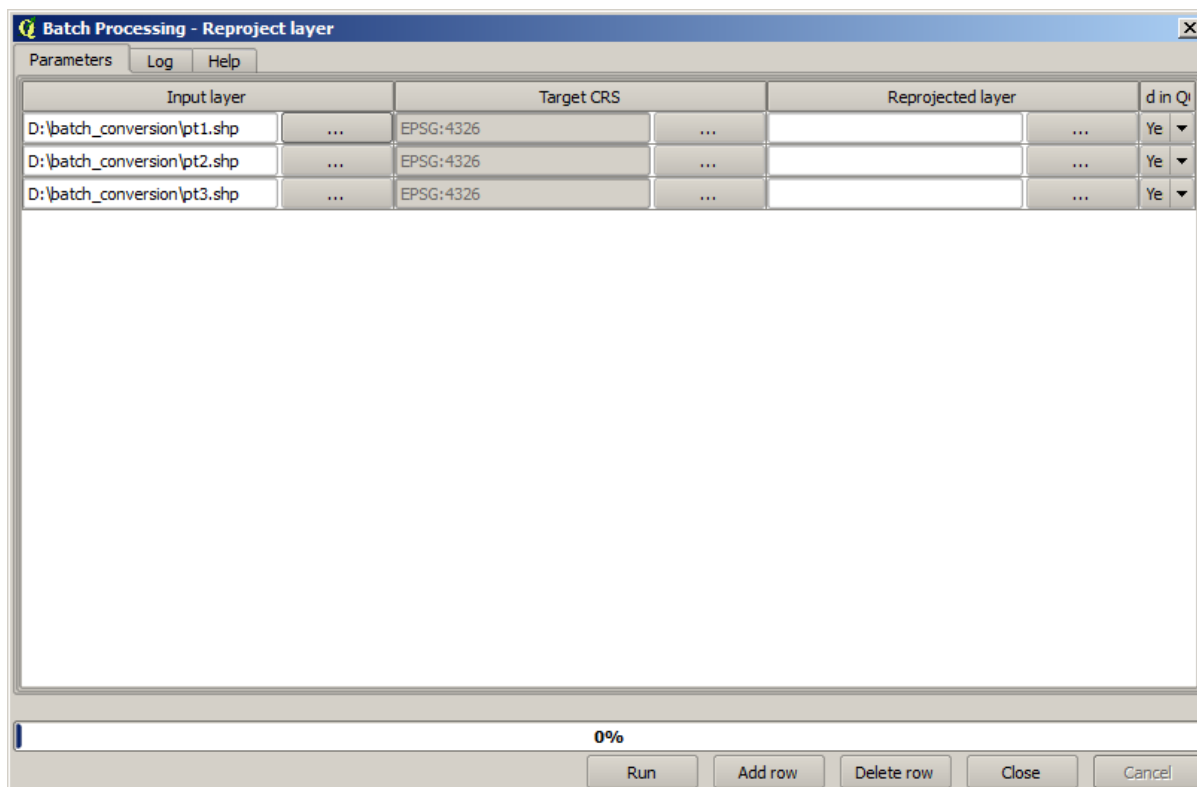 Batch Processing - Reproject layer
Parameters Log Help
Input layer Target CRS Reprojected layer d in Q
D:\batch_conversion\pt1.shp ... EPSG:4326 ... ... Ye
D:\batch_conversion\pt2.shp ... EPSG:4326 ... ... Ye
D:\batch_conversion\pt3.shp ... EPSG:4326 ... ... Ye
0%
Run Add row Delete row Close Cancel